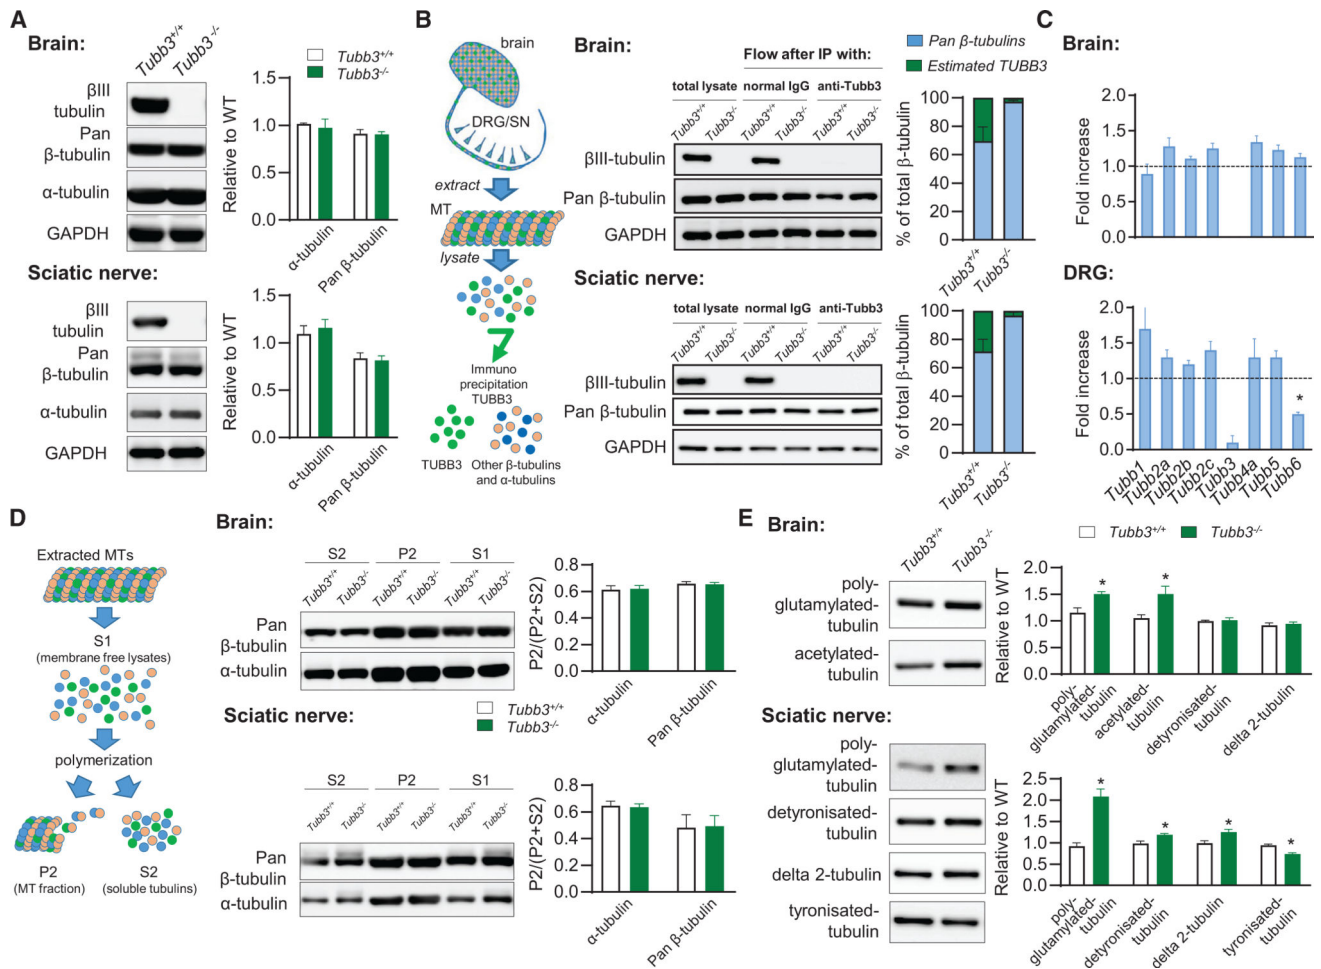 A
Brain:
Tubb3+/+
Tubb3-/-
βIII
tubulin
Pan
β-tubulin
α-tubulin
GAPDH
Relative to WT
1.5
1.0
0.5
0.0
Tubb3+/+
Tubb3-/-
α-tubulin
Pan β-tubulin
Sciatic nerve:
βIII
tubulin
Pan
β-tubulin
α-tubulin
GAPDH
Relative to WT
1.5
1.0
0.5
0.0
α-tubulin
Pan β-tubulin
B
brain
DRG/SN
extract
MT
lysate
Immuno
precipitation
TUBB3
TUBB3
Other β-tubulins
and α-tubulins
Brain:
Flow after IP with:
total lysate
normal IgG
anti-Tubb3
Tubb3+/+
Tubb3-/-
Tubb3+/+
Tubb3-/-
Tubb3+/+
Tubb3-/-
βIII-tubulin
Pan β-tubulin
GAPDH
Pan β-tubulins
Estimated TUBB3
% of total β-tubulin
100
80
60
40
20
0
Tubb3+/+
Tubb3-/-
Sciatic nerve:
total lysate
normal IgG
anti-Tubb3
Tubb3+/+
Tubb3-/-
Tubb3+/+
Tubb3-/-
Tubb3+/+
Tubb3-/-
βIII-tubulin
Pan β-tubulin
GAPDH
% of total β-tubulin
100
80
60
40
20
0
Tubb3+/+
Tubb3-/-
C
Brain:
Fold increase
2.0
1.5
1.0
0.5
0.0
DRG:
Fold increase
2.0
1.5
1.0
0.5
0.0
*
Tubb1
Tubb2a
Tubb2b
Tubb2c
Tubb3
Tubb4a
Tubb5
Tubb6
D
Extracted MTs
S1
(membrane free lysates)
polymerization
P2
(MT fraction)
S2
(soluble tubulins)
Brain:
S2
P2
S1
Tubb3+/+
Tubb3-/-
Tubb3+/+
Tubb3-/-
Tubb3+/+
Tubb3-/-
Pan
β-tubulin
α-tubulin
P2/(P2+S2)
0.8
0.6
0.4
0.2
0.0
α-tubulin
Pan β-tubulin
Sciatic nerve:
Tubb3+/+
Tubb3-/-
S2
P2
S1
Tubb3+/+
Tubb3-/-
Tubb3+/+
Tubb3-/-
Tubb3+/+
Tubb3-/-
Pan
β-tubulin
α-tubulin
P2/(P2+S2)
0.8
0.6
0.4
0.2
0.0
α-tubulin
Pan β-tubulin
E
Brain:
Tubb3+/+
Tubb3-/-
poly-
glutamylated-
tubulin
acetylated-
tubulin
Tubb3+/+
Tubb3-/-
Relative to WT
2.0
1.5
1.0
0.5
0.0
*
*
poly-
glutamylated-
tubulin
acetylated-
tubulin
detyronisated-
tubulin
delta 2-tubulin
Sciatic nerve:
poly-
glutamylated-
tubulin
detyronisated-
tubulin
delta 2-tubulin
tyronisated-
tubulin
Relative to WT
2.5
2.0
1.5
1.0
0.5
0.0
*
*
*
*
poly-
glutamylated-
tubulin
detyronisated-
tubulin
delta 2-tubulin
tyronisated-
tubulin